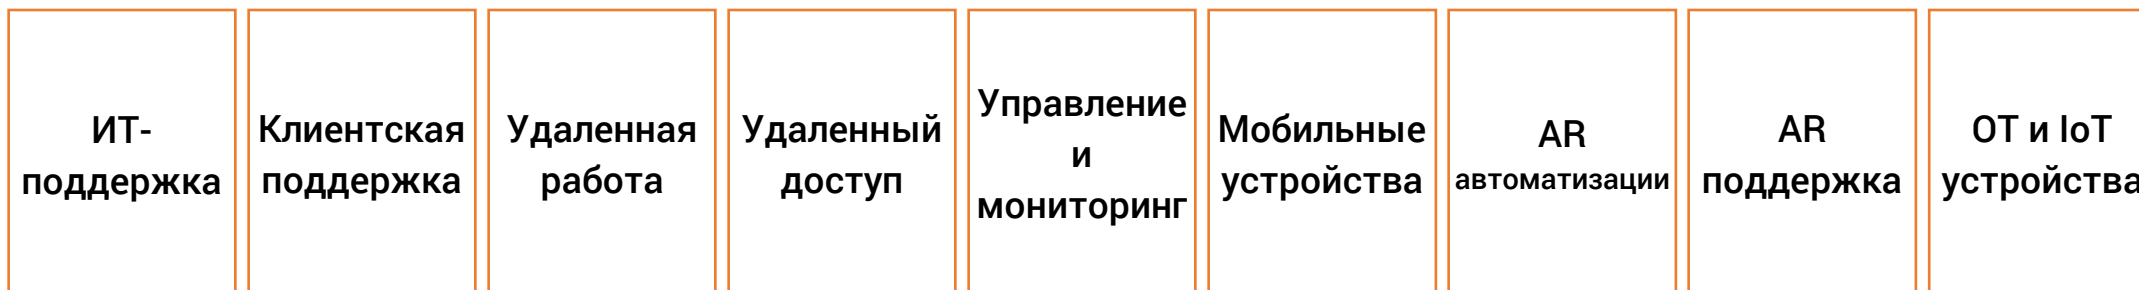 ИТ-
поддержка
Клиентская
поддержка
Удаленная
работа
Удаленный
доступ
Управление
и
мониторинг
Мобильные
устройства
AR
автоматизации
AR
поддержка
ОТ и IoT
устройства